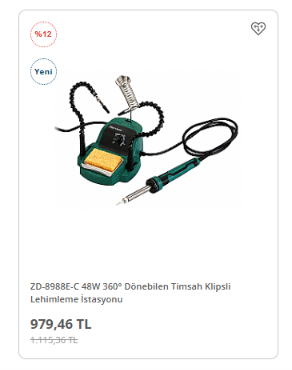 %12
Yeni
ZD-8988E-C 48W 360° Dönebilen Timsah Klipsli
Lehimleme İstasyonu
979,46 TL
1.115,36 TL